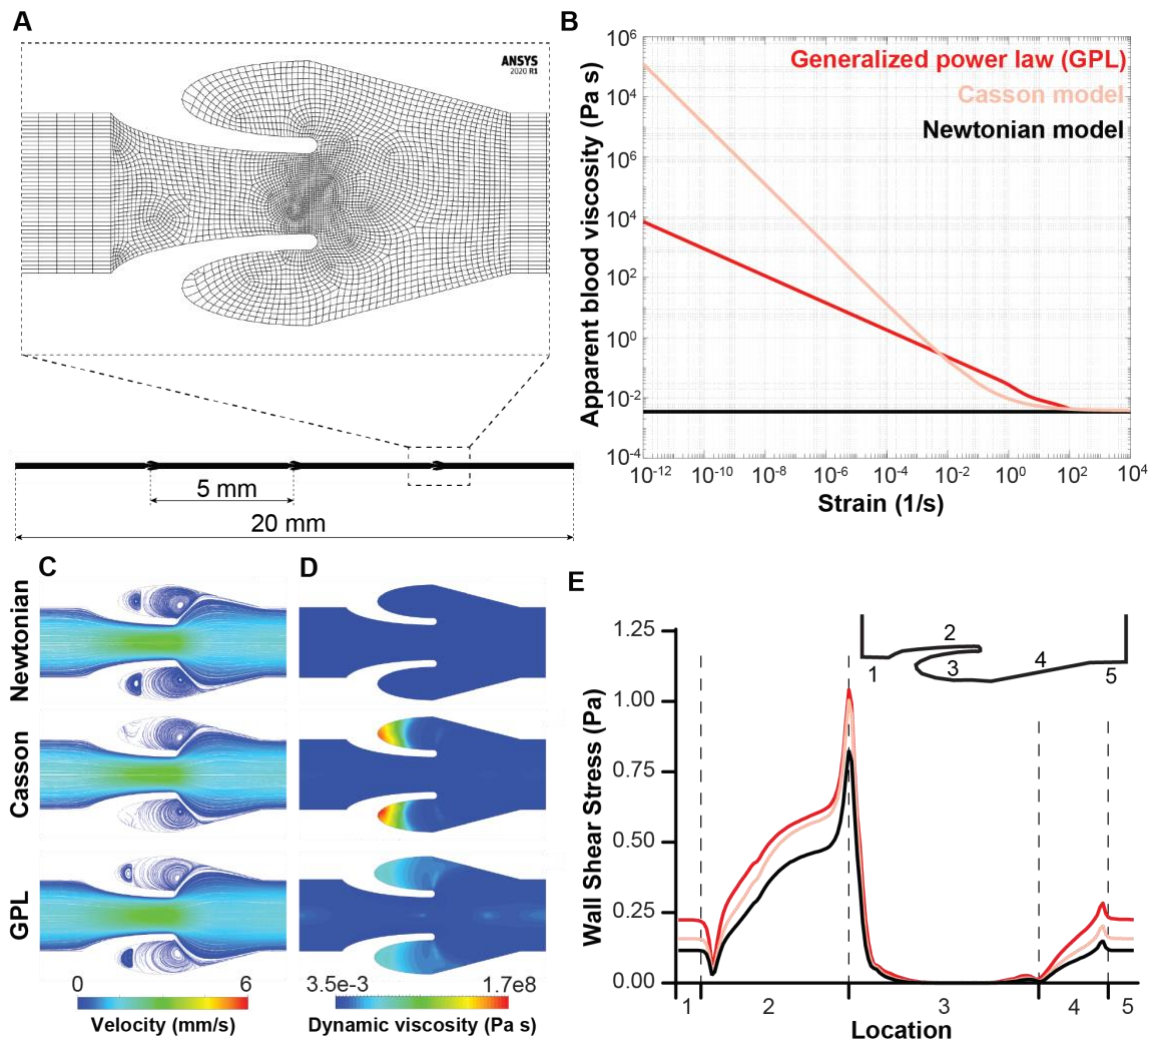 A
ANSYS
2020 R1
5 mm
20 mm
B
Generalized power law (GPL)
Casson model
Newtonian model
Apparent blood viscosity (Pa s)
10^6
10^4
10^6
10^4
10^2
10^0
10^-2
10^-4
10^-12
10^-10
10^-8
10^-6
10^-4
10^-2
10^0
10^2
10^4
Strain (1/s)
C
D
Newtonian
Casson
GPL
0
6
Velocity (mm/s)
3.5e-3
1.7e8
Dynamic viscosity (Pa s)
E
Wall Shear Stress (Pa)
1.25
1.00
0.75
0.50
0.25
0.00
1
2
3
4
5
1
2
3
4
5
Location